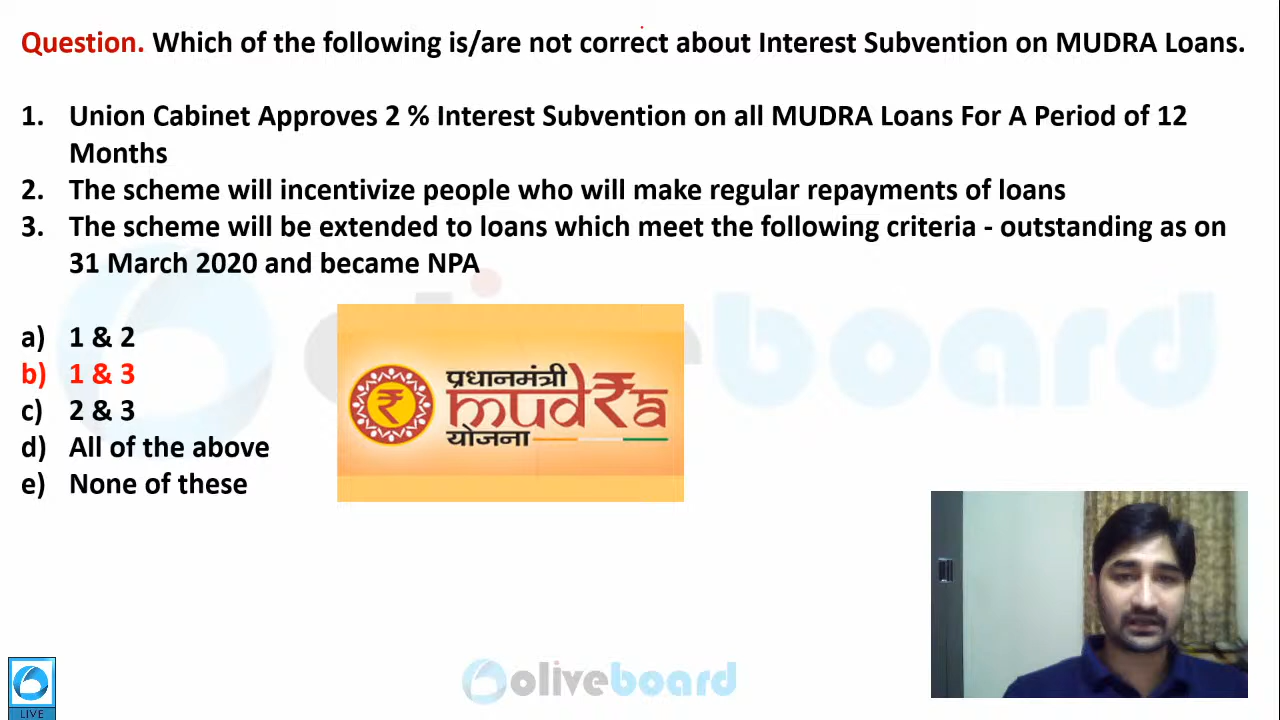 Question. Which of the following is/are not correct about Interest Subvention on MUDRA Loans.
1. Union Cabinet Approves 2 % Interest Subvention on all MUDRA Loans For A Period of 12
Months
2. The scheme will incentivize people who will make regular repayments of loans
3. The scheme will be extended to loans which meet the following criteria - outstanding as on
31 March 2020 and became NPA
a) 1 & 2
b) 1 & 3
c) 2 & 3
d) All of the above
e) None of these
प्रधानमंत्री
mudra
योजना
oliveboard
oliveboard
LIVE